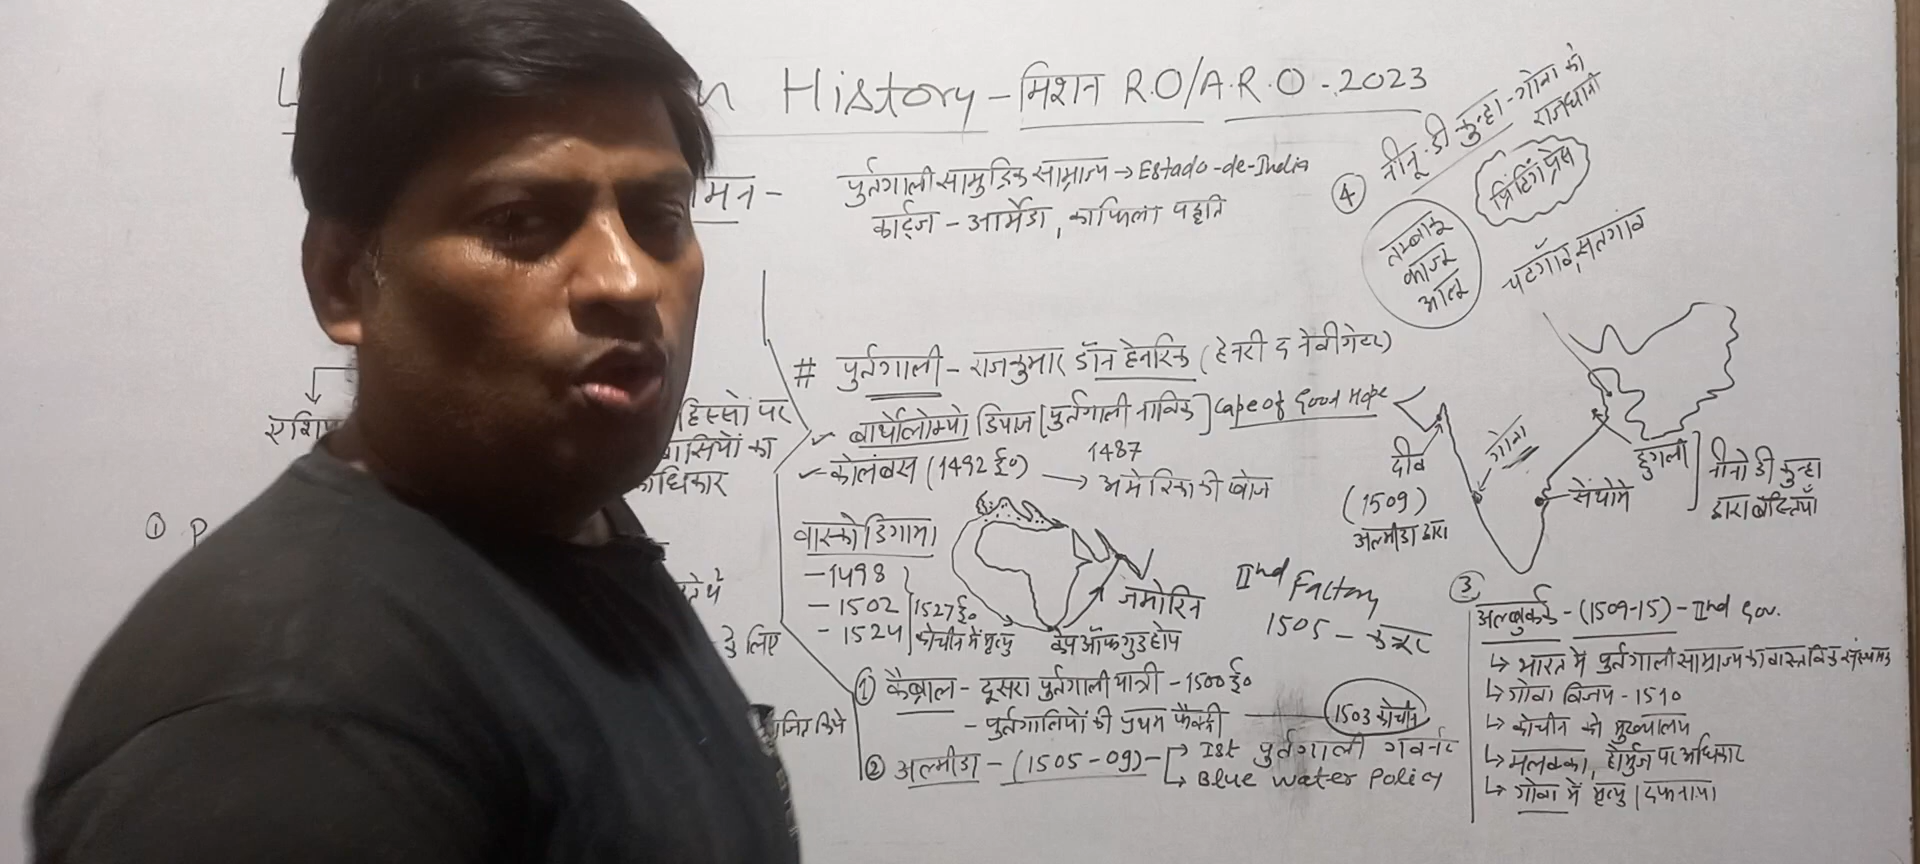 History - मिशन R.O/A.R.O - 2023
मन -
पुर्तगाली सामुद्रिक साम्राज्य → Estado-de-India
कार्ट्ज - आर्मेडा, काफिला पद्धति
# पुर्तगाली - राजकुमार डॉन हेनरिक (हेनरी द नेवीगेटर)
✓ बार्थोलोम्यो डिपाज [पुर्तगाली नाविक] Cape of Good Hope
1487
✓ कोलंबस (1492 ई०) → अमेरिका की खोज
वास्कोडिगामा
- 1498
- 1502
- 1524
1527 ई०
कोचीन में मृत्यु
केप ऑफ गुड होप
जमोरिन
IInd Factory
1505 - कन्नूर
① कैब्राल - दूसरा पुर्तगाली यात्री - 1500 ई०
- पुर्तगालियों की प्रथम फैक्ट्री — 1503 कोचीन
② अल्मीडा - (1505-09) - → Ist पुर्तगाली गवर्नर
↳ Blue Water Policy
हिस्सों पर
वासियों का
धिकार
① P
के लिए
④ नीनू डी कुन्हा - गोवा को
राजधानी
प्रिंटिंग प्रेस
तम्बाकू
काजू
आलू
चटगाँव, सतगांव
दीव
(1509)
अल्मीडा द्वारा
गोवा
सेंथोमे
हुगली
नीनो डी कुन्हा
द्वारा बस्तियाँ
③
अल्बुकर्क - (1509-15) - IInd Gov.
↳ भारत में पुर्तगाली साम्राज्य का वास्तविक संस्थापक
↳ गोवा विजय - 1510
↳ कोचीन को मुख्यालय
↳ मलक्का, हॉर्मुज पर अधिकार
↳ गोवा में मृत्यु (दफनाया)